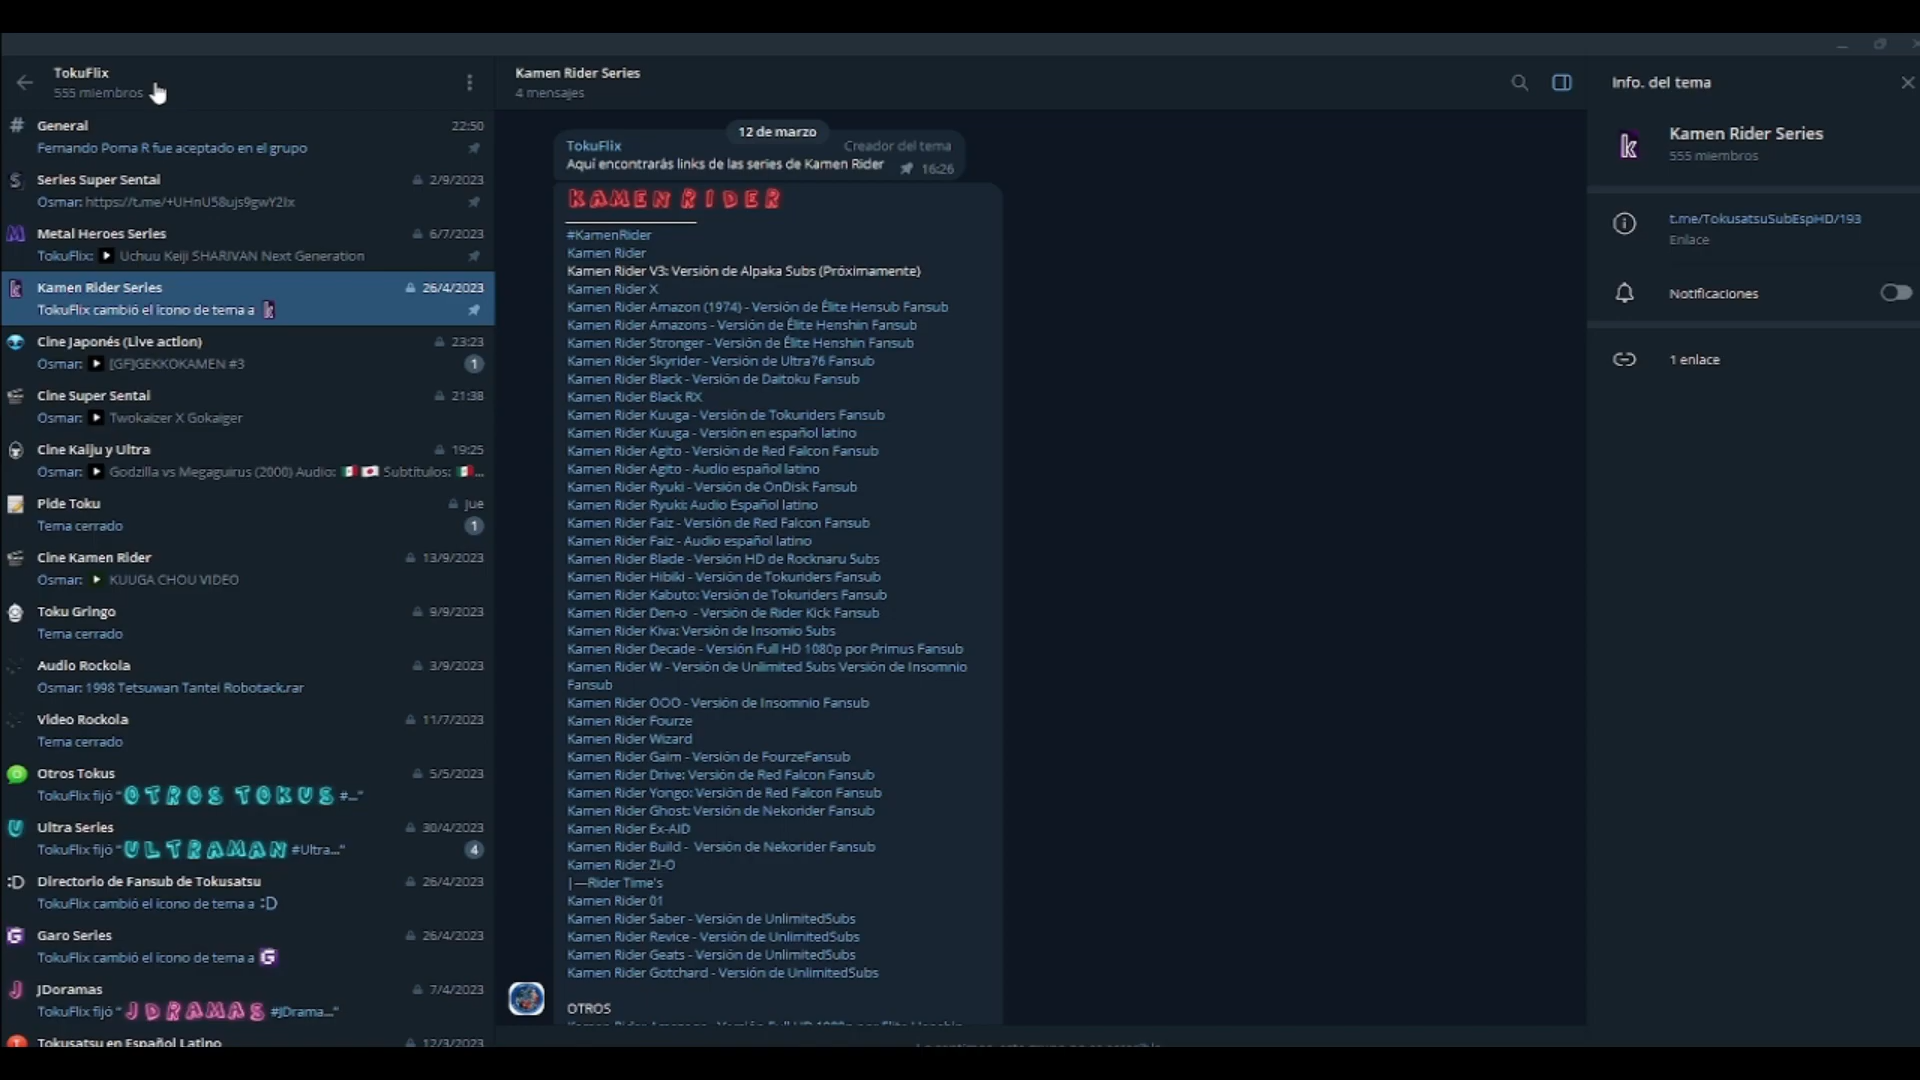 TokuFlix
555 miembros
General
22:50
Fernando Poma R fue aceptado en el grupo
Series Super Sentai
2/9/2023
Osmar: https://t.me/+UHnU58ujs9gwY2Ix
Metal Heroes Series
6/7/2023
TokuFlix: Uchuu Keiji SHARIVAN Next Generation
Kamen Rider Series
26/4/2023
TokuFlix cambió el ícono de tema a
Cine Japonés (Live action)
23:23
Osmar: [GF]GEKKOKAMEN #3
1
Cine Super Sentai
21:38
Osmar: Twokaizer X Gokaiger
Cine Kaiju y Ultra
19:25
Osmar: Godzilla vs Megaguirus (2000) Audio: Subtítulos: ...
Pide Toku
jue
Tema cerrado
1
Cine Kamen Rider
13/9/2023
Osmar: KUUGA CHOU VIDEO
Toku Gringo
9/9/2023
Tema cerrado
Audio Rockola
3/9/2023
Osmar: 1998 Tetsuwan Tantei Robotack.rar
Video Rockola
11/7/2023
Tema cerrado
Otros Tokus
5/5/2023
TokuFlix fijó "OTROS TOKUS #..."
Ultra Series
30/4/2023
TokuFlix fijó "ULTRAMAN #Ultra..."
4
Directorio de Fansub de Tokusatsu
26/4/2023
TokuFlix cambió el ícono de tema a :D
Garo Series
26/4/2023
TokuFlix cambió el ícono de tema a G
JDoramas
7/4/2023
TokuFlix fijó "JDRAMAS #JDrama..."
Tokusatsu en Español Latino
12/3/2023
Kamen Rider Series
4 mensajes
12 de marzo
TokuFlix
Creador del tema
Aquí encontrarás links de las series de Kamen Rider
16:26
KAMEN RIDER
#KamenRider
Kamen Rider
Kamen Rider V3: Versión de Alpaka Subs (Próximamente)
Kamen Rider X
Kamen Rider Amazon (1974) - Versión de Élite Hensub Fansub
Kamen Rider Amazons - Versión de Élite Henshin Fansub
Kamen Rider Stronger - Versión de Élite Henshin Fansub
Kamen Rider Skyrider - Versión de Ultra76 Fansub
Kamen Rider Black - Versión de Daitoku Fansub
Kamen Rider Black RX
Kamen Rider Kuuga - Versión de Tokuriders Fansub
Kamen Rider Kuuga - Versión en español latino
Kamen Rider Agito - Versión de Red Falcon Fansub
Kamen Rider Agito - Audio español latino
Kamen Rider Ryuki - Versión de OnDisk Fansub
Kamen Rider Ryuki: Audio Español latino
Kamen Rider Faiz - Versión de Red Falcon Fansub
Kamen Rider Faiz - Audio español latino
Kamen Rider Blade - Versión HD de Rocknaru Subs
Kamen Rider Hibiki - Versión de Tokuriders Fansub
Kamen Rider Kabuto: Versión de Tokuriders Fansub
Kamen Rider Den-o - Versión de Rider Kick Fansub
Kamen Rider Kiva: Versión de Insomio Subs
Kamen Rider Decade - Versión Full HD 1080p por Primus Fansub
Kamen Rider W - Versión de Unlimited Subs Versión de Insomnio
Fansub
Kamen Rider OOO - Versión de Insomnio Fansub
Kamen Rider Fourze
Kamen Rider Wizard
Kamen Rider Gaim - Versión de FourzeFansub
Kamen Rider Drive: Versión de Red Falcon Fansub
Kamen Rider Yongo: Versión de Red Falcon Fansub
Kamen Rider Ghost: Versión de Nekorider Fansub
Kamen Rider Ex-AID
Kamen Rider Build - Versión de Nekorider Fansub
Kamen Rider ZI-O
|—Rider Time's
Kamen Rider 01
Kamen Rider Saber - Versión de UnlimitedSubs
Kamen Rider Revice - Versión de UnlimitedSubs
Kamen Rider Geats - Versión de UnlimitedSubs
Kamen Rider Gotchard - Versión de UnlimitedSubs
OTROS
Info. del tema
Kamen Rider Series
555 miembros
t.me/TokusatsuSubEspHD/193
Enlace
Notificaciones
1 enlace